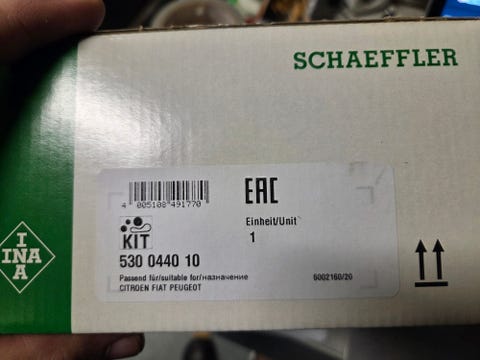 SCHAEFFLER
4 005108 491770
EAC
KIT
Einheit/Unit
1
530 0440 10
Passend für/suitable for/назначение
6002160/20
CITROEN FIAT PEUGEOT
INA
INA